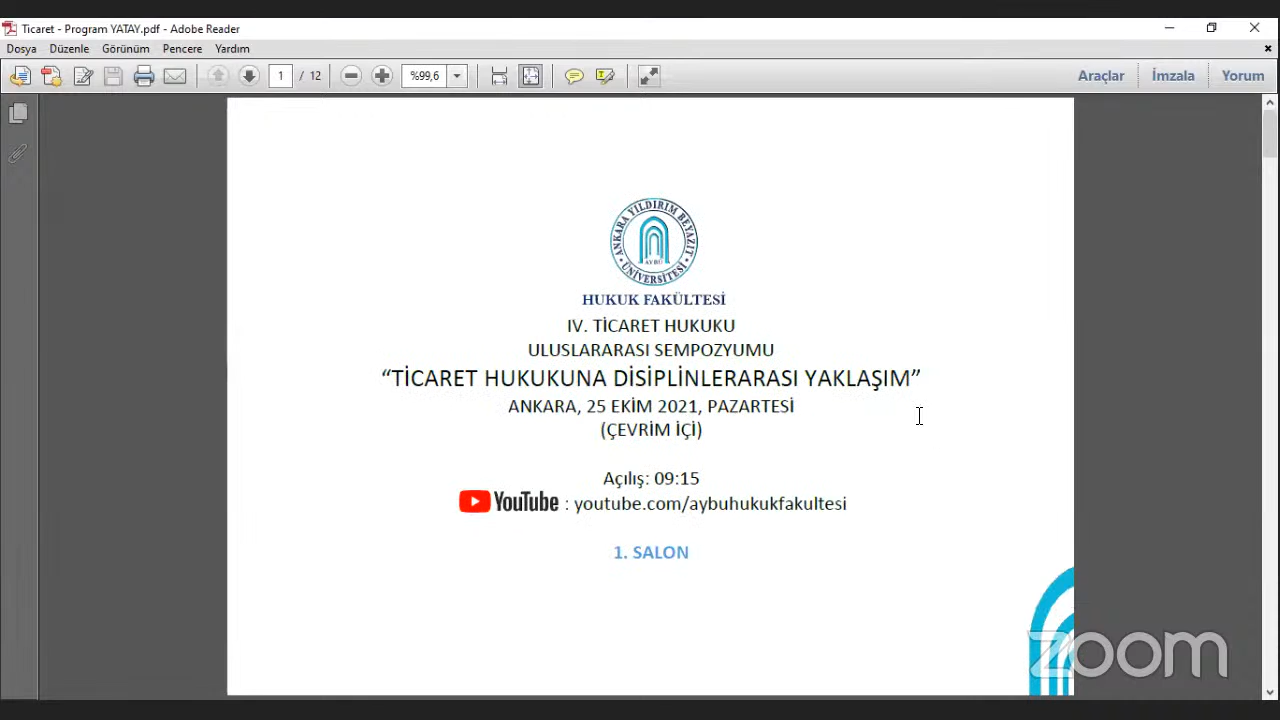 Ticaret - Program YATAY.pdf - Adobe Reader
Dosya Düzenle Görünüm Pencere Yardım
1 / 12 %99,6 Araçlar İmzala Yorum
ANKARA YILDIRIM BEYAZIT ÜNİVERSİTESİ
AYBÜ
HUKUK FAKÜLTESİ
IV. TİCARET HUKUKU
ULUSLARARASI SEMPOZYUMU
“TİCARET HUKUKUNA DİSİPLİNLERARASI YAKLAŞIM”
ANKARA, 25 EKİM 2021, PAZARTESİ
(ÇEVRİM İÇİ)
Açılış: 09:15
YouTube : youtube.com/aybuhukukfakultesi
1. SALON
zoom